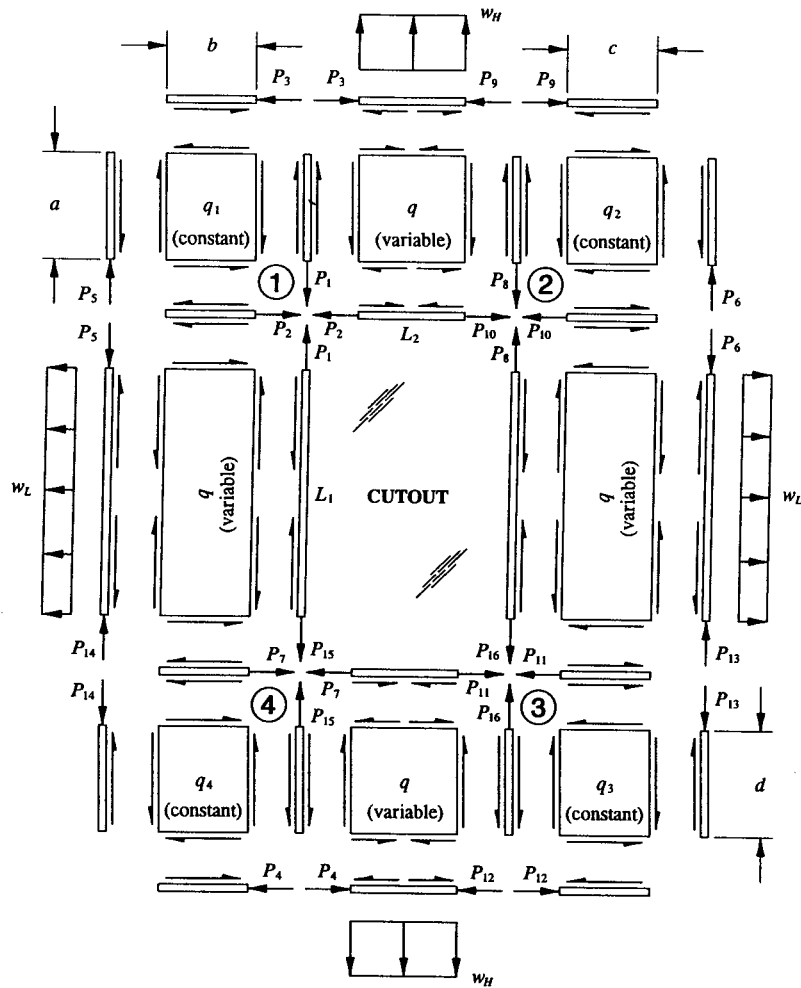 w_H
b
c
P_3 P_3 P_9 P_9
a
q_1
(constant)
q
(variable)
q_2
(constant)
P_5
P_1
1
P_8
2
P_6
P_5
P_2 P_2
L_2
P_10 P_10
P_6
P_1
P_8
w_L
q
(variable)
L_1
CUTOUT
q
(variable)
w_L
P_14
P_7
P_15
P_16
P_11
P_13
P_14
4
P_7
P_15
P_11
P_16
3
P_13
q_4
(constant)
q
(variable)
q_3
(constant)
d
P_4 P_4 P_12 P_12
w_H